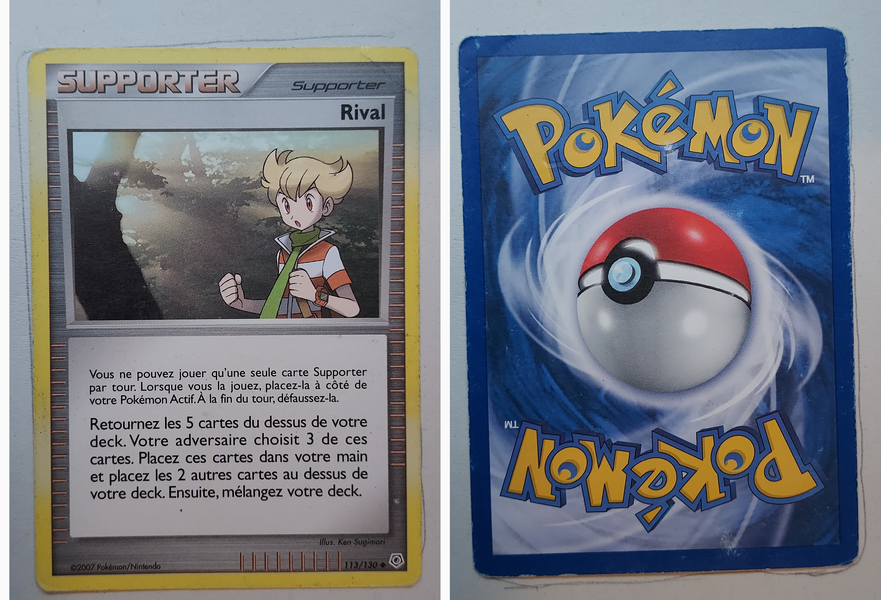 SUPPORTER
Supporter
Rival
Vous ne pouvez jouer qu'une seule carte Supporter
par tour. Lorsque vous la jouez, placez-la à côté de
votre Pokémon Actif. À la fin du tour, défaussez-la.
Retournez les 5 cartes du dessus de votre
deck. Votre adversaire choisit 3 de ces
cartes. Placez ces cartes dans votre main
et placez les 2 autres cartes au dessus de
votre deck. Ensuite, mélangez votre deck.
Illus. Ken Sugimori
©2007 Pokémon/Nintendo
113/130
POKéMON
TM
POKéMON
TM